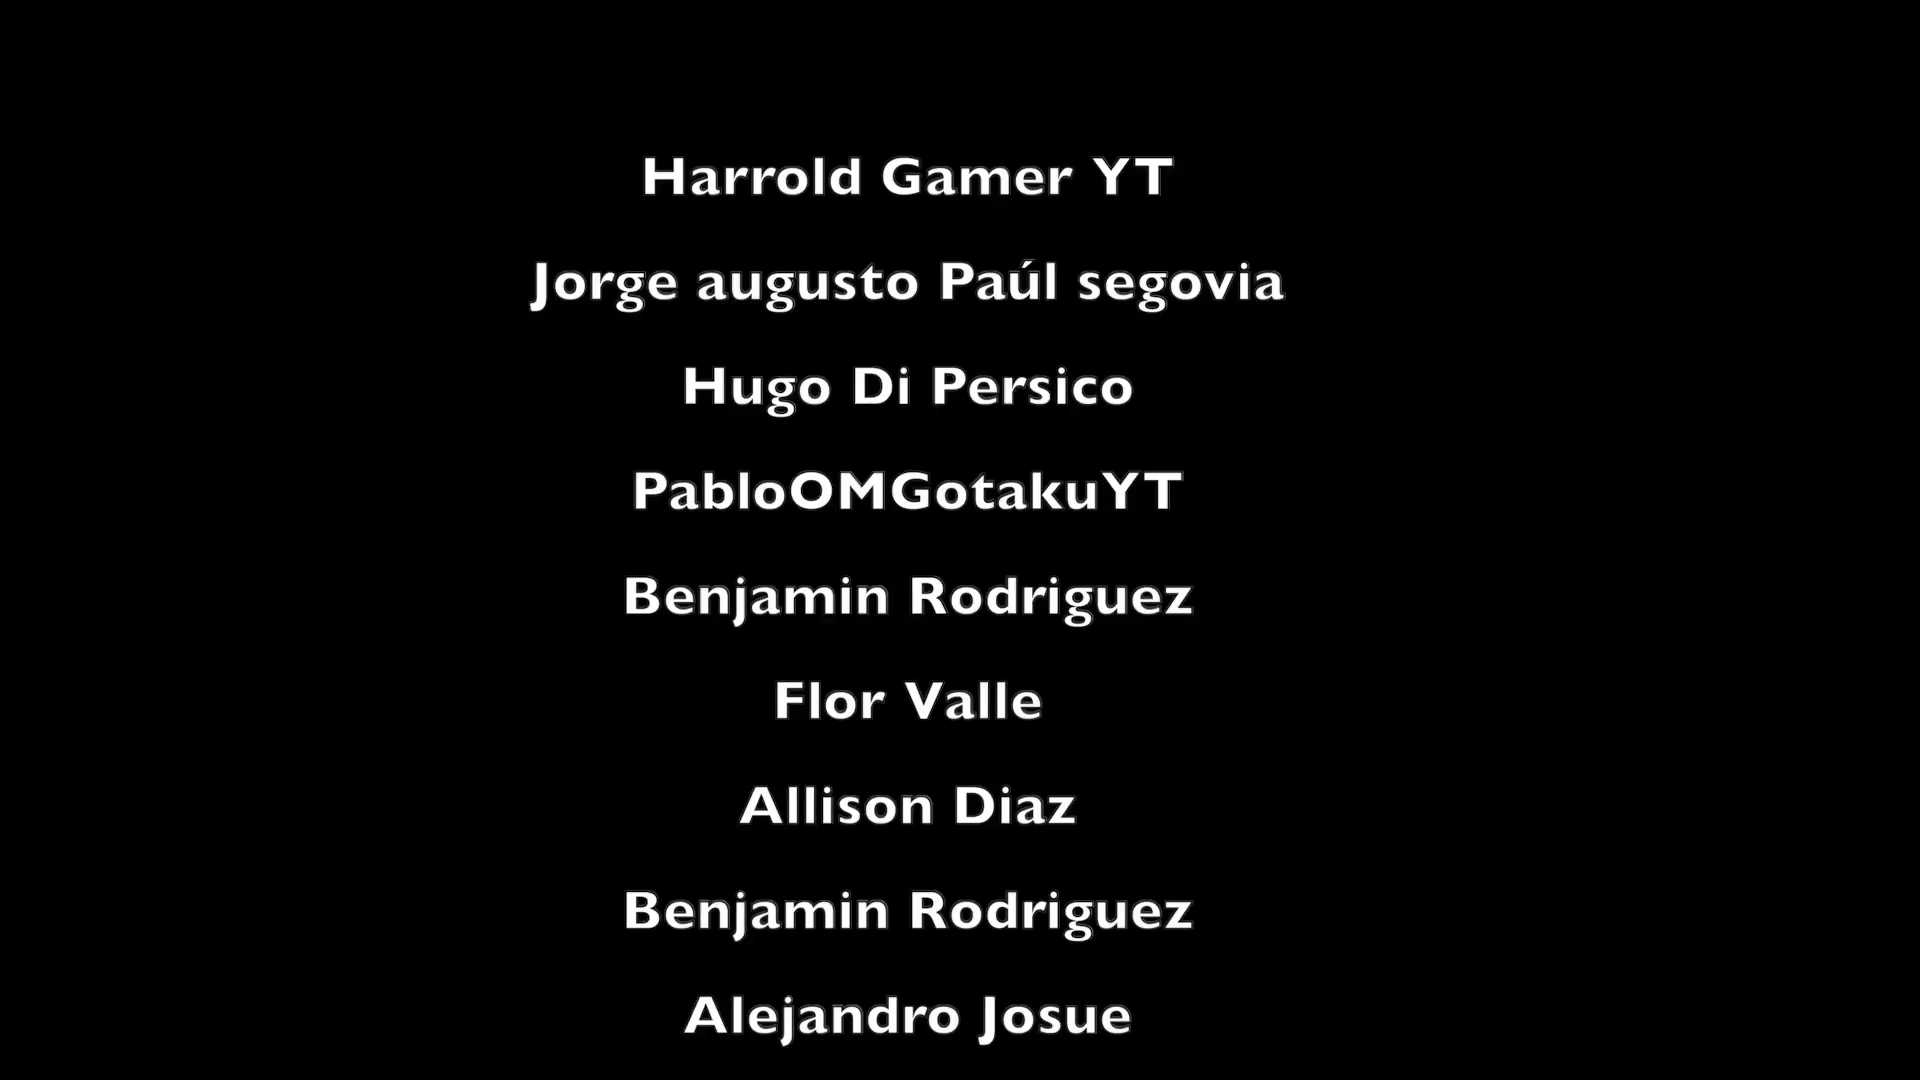 Harrold Gamer YT
Jorge augusto Paúl segovia
Hugo Di Persico
PabloOMGotakuYT
Benjamin Rodriguez
Flor Valle
Allison Diaz
Benjamin Rodriguez
Alejandro Josue